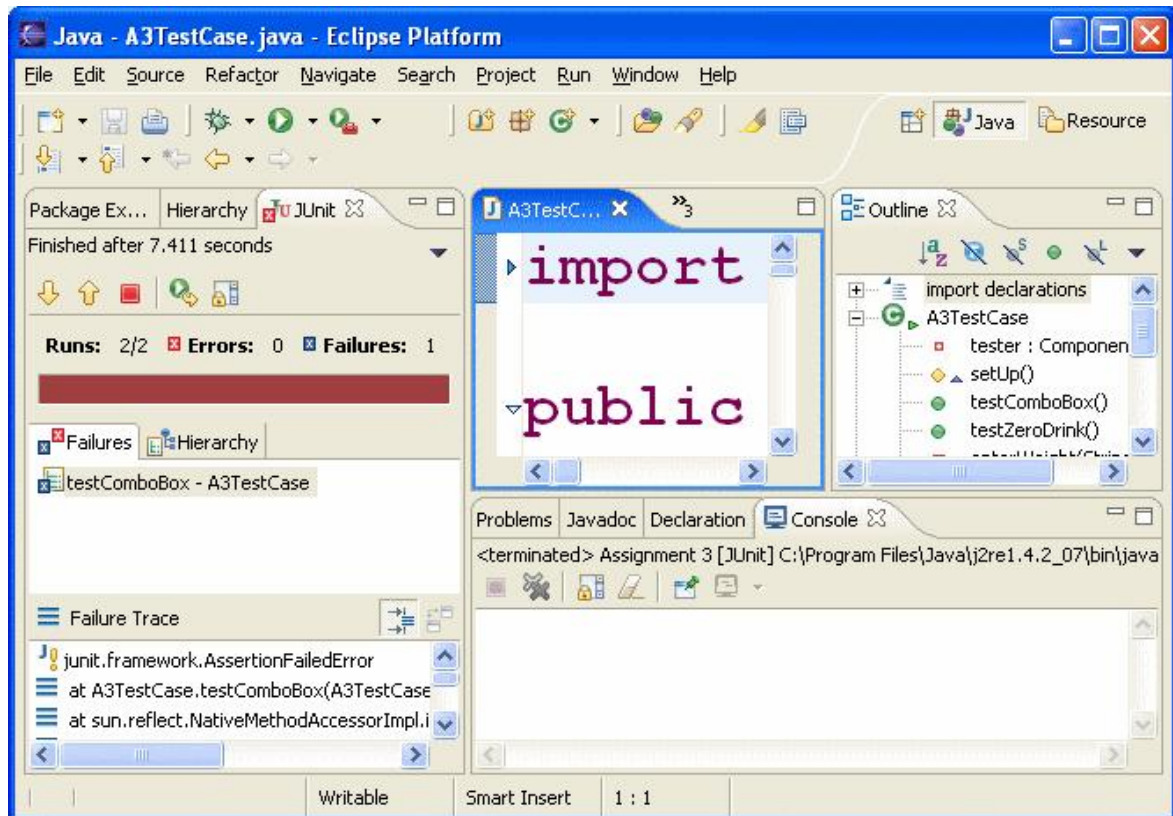 Java - A3TestCase.java - Eclipse Platform
File Edit Source Refactor Navigate Search Project Run Window Help
Java Resource
Package Ex... Hierarchy JUnit
Finished after 7.411 seconds
Runs: 2/2 Errors: 0 Failures: 1
Failures Hierarchy
testComboBox - A3TestCase
Failure Trace
junit.framework.AssertionFailedError
at A3TestCase.testComboBox(A3TestCase
at sun.reflect.NativeMethodAccessorImpl.i
A3TestC... »3
import
public
Outline
import declarations
A3TestCase
tester : Componen
setUp()
testComboBox()
testZeroDrink()
Problems Javadoc Declaration Console
<terminated> Assignment 3 [JUnit] C:\Program Files\Java\j2re1.4.2_07\bin\java
Writable Smart Insert 1 : 1